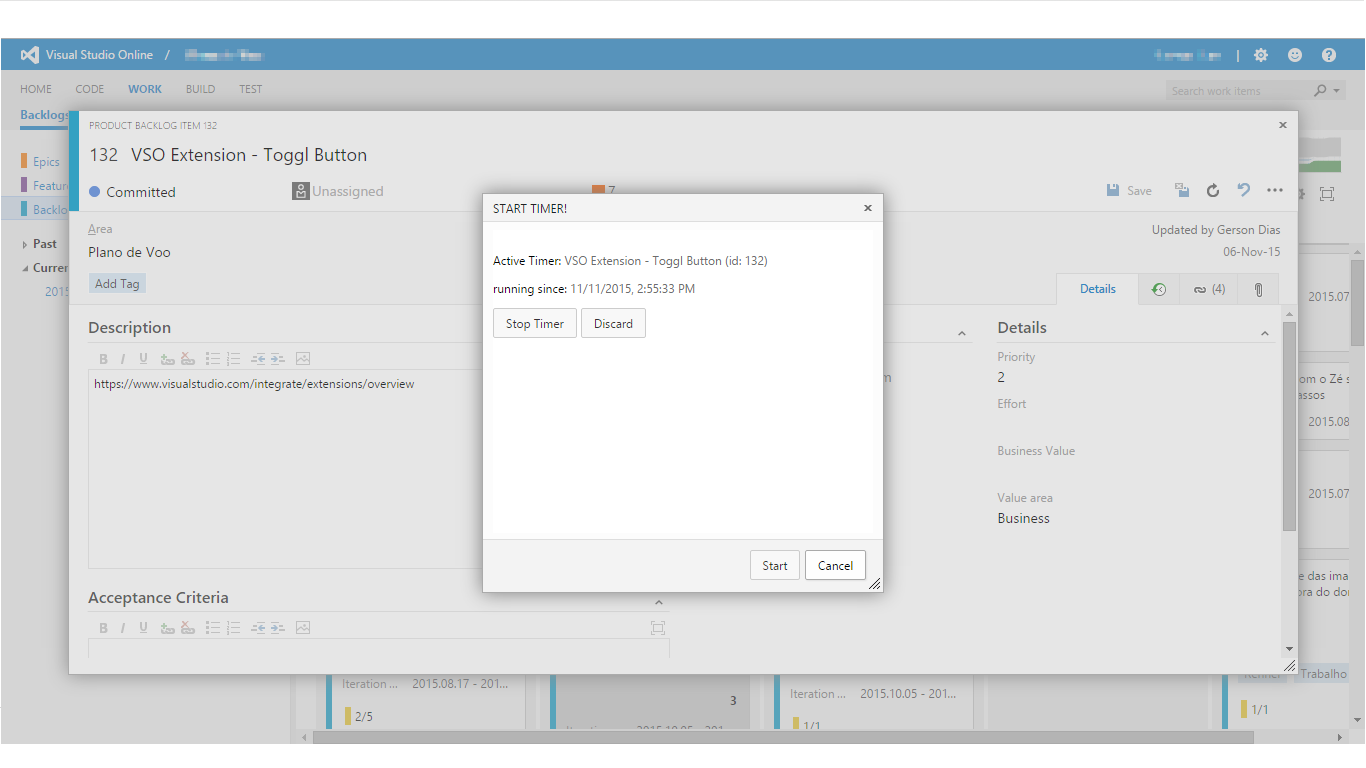 Visual Studio Online /
|
HOME CODE WORK BUILD TEST
Search work items
Backlogs
PRODUCT BACKLOG ITEM 132
132 VSO Extension - Toggl Button
Epics
Committed
Unassigned
7
Save
START TIMER!
Area
Updated by Gerson Dias
Plano de Voo
06-Nov-15
Past
Active Timer: VSO Extension - Toggl Button (id: 132)
Add Tag
running since: 11/11/2015, 2:55:33 PM
Details
(4)
2015.07
Stop Timer
Discard
Description
Details
Priority
B I U
2
m
https://www.visualstudio.com/integrate/extensions/overview
om o Zé s
assos
Effort
2015.08
Business Value
2015.07
Value area
Business
Start
Cancel
e das ima
ora do do
Acceptance Criteria
B I U
Trabalho
Iteration ... 2015.08.17 - 201...
Iteration ... 2015.10.05 - 201...
3
2/5
1/1
1/1